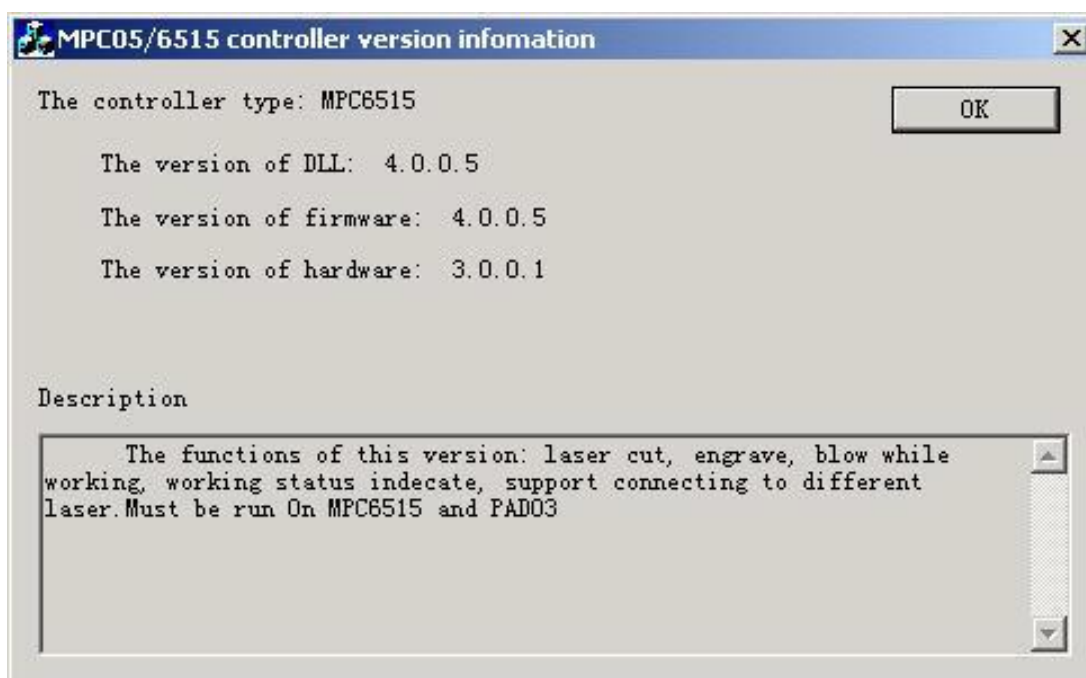 MPC05/6515 controller version infomation
The controller type: MPC6515
OK
The version of DLL: 4.0.0.5
The version of firmware: 4.0.0.5
The version of hardware: 3.0.0.1
Description
The functions of this version: laser cut, engrave, blow while
working, working status indecate, support connecting to different
laser.Must be run On MPC6515 and PAD03